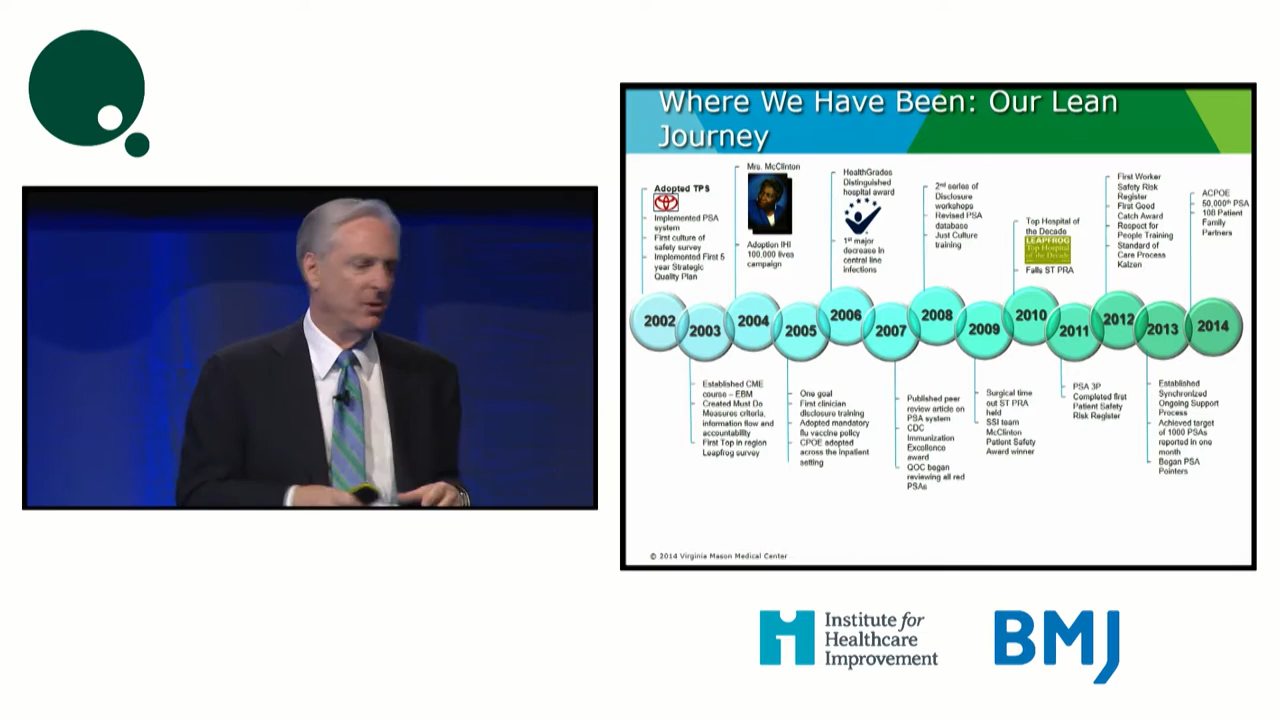 Where We Have Been: Our Lean
Journey
Adopted TPS
Implemented PSA
system
First culture of
safety survey
Implemented First 5
year Strategic
Quality Plan
Mrs. McClinton
Adoption IHI
100,000 lives
campaign
HealthGrades
Distinguished
hospital award
1st major
decrease in
central line
infections
2nd series of
Disclosure
workshops
Revised PSA
database
Just Culture
training
Top Hospital of
the Decade
LEAPFROG
Top Hospital
of the Decade
Falls ST PRA
First Worker
Safety Risk
Register
First Good
Catch Award
Respect for
People Training
Standard of
Care Process
Kaizen
ACPOE
50,000th PSA
108 Patient
Family
Partners
2002
2003
2004
2005
2006
2007
2008
2009
2010
2011
2012
2013
2014
Established CME
course – EBM
Created Must Do
Measures criteria,
information flow and
accountability
First Top in region
Leapfrog survey
One goal
First clinician
disclosure training
Adopted mandatory
flu vaccine policy
CPOE adopted
across the inpatient
setting
Published peer
review article on
PSA system
CDC
Immunization
Excellence
award
QOC began
reviewing all red
PSAs
Surgical time
out ST PRA
held
SSI team
McClinton
Patient Safety
Award winner
PSA 3P
Completed first
Patient Safety
Risk Register
Established
Synchronized
Ongoing Support
Process
Achieved target
of 1000 PSAs
reported in one
month
Began PSA
Pointers
© 2014 Virginia Mason Medical Center
Institute for
Healthcare
Improvement
BMJ